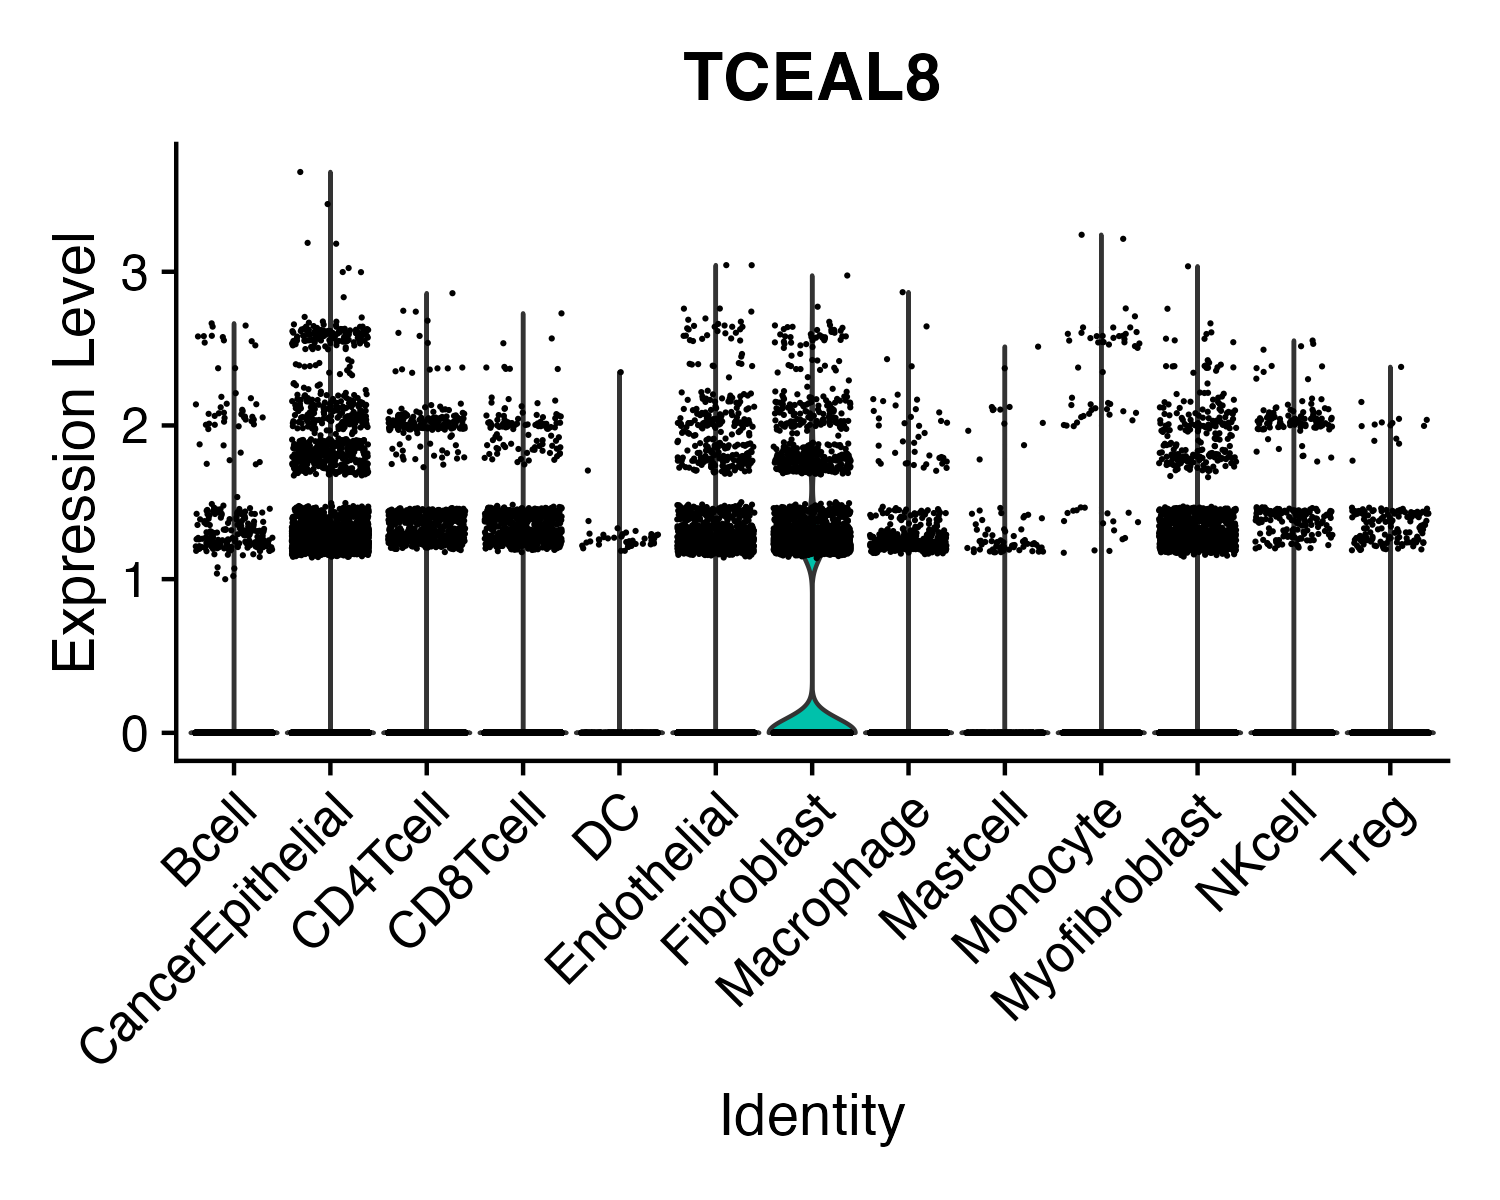 TCEAL8
Expression Level
3
2
1
0
Bcell
CancerEpithelial
CD4Tcell
CD8Tcell
DC
Endothelial
Fibroblast
Macrophage
Mastcell
Monocyte
Myofibroblast
NKcell
Treg
Identity